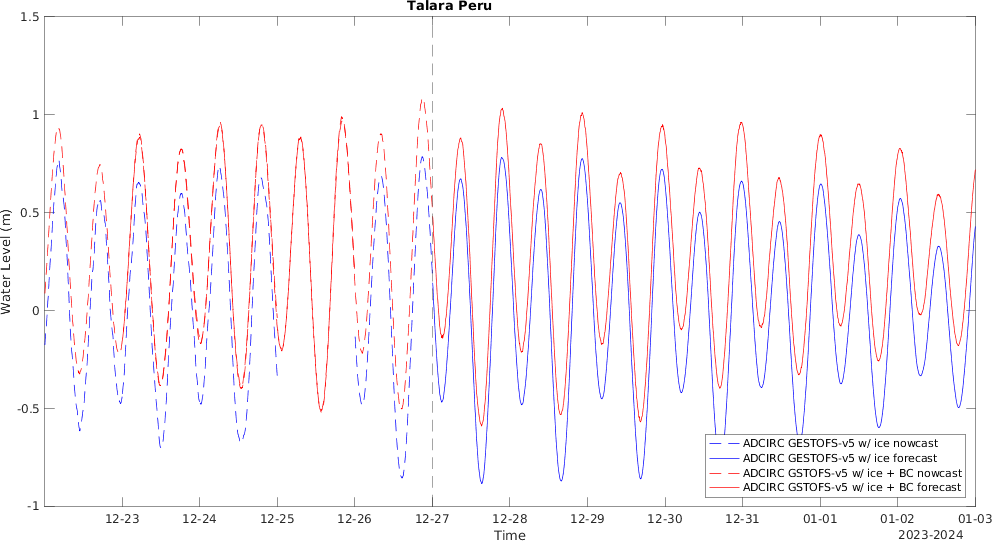 Talara Peru
Water Level (m)
1.5
1
0.5
0
-0.5
-1
ADCIRC GESTOFS-v5 w/ ice nowcast
ADCIRC GESTOFS-v5 w/ ice forecast
ADCIRC GSTOFS-v5 w/ ice + BC nowcast
ADCIRC GSTOFS-v5 w/ ice + BC forecast
12-23 12-24 12-25 12-26 12-27 12-28 12-29 12-30 12-31 01-01 01-02 01-03
Time
2023-2024